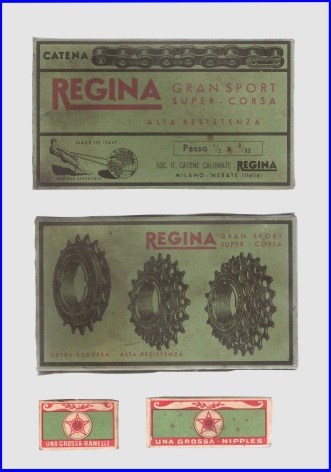 CATENA
REGINA
GRAN SPORT
SUPER - CORSA
ALTA RESISTENZA
MADE IN ITALY
Passo 1/2 x 3/32
SOC. IT. CATENE CALIBRATE REGINA
MILANO - MERATE (Italia)
REGINA GRAN SPORT
SUPER CORSA
EXTRA LEGGERA ALTA RESISTENZA
UNA GROSSA - RANELLE
UNA GROSSA - NIPPLES